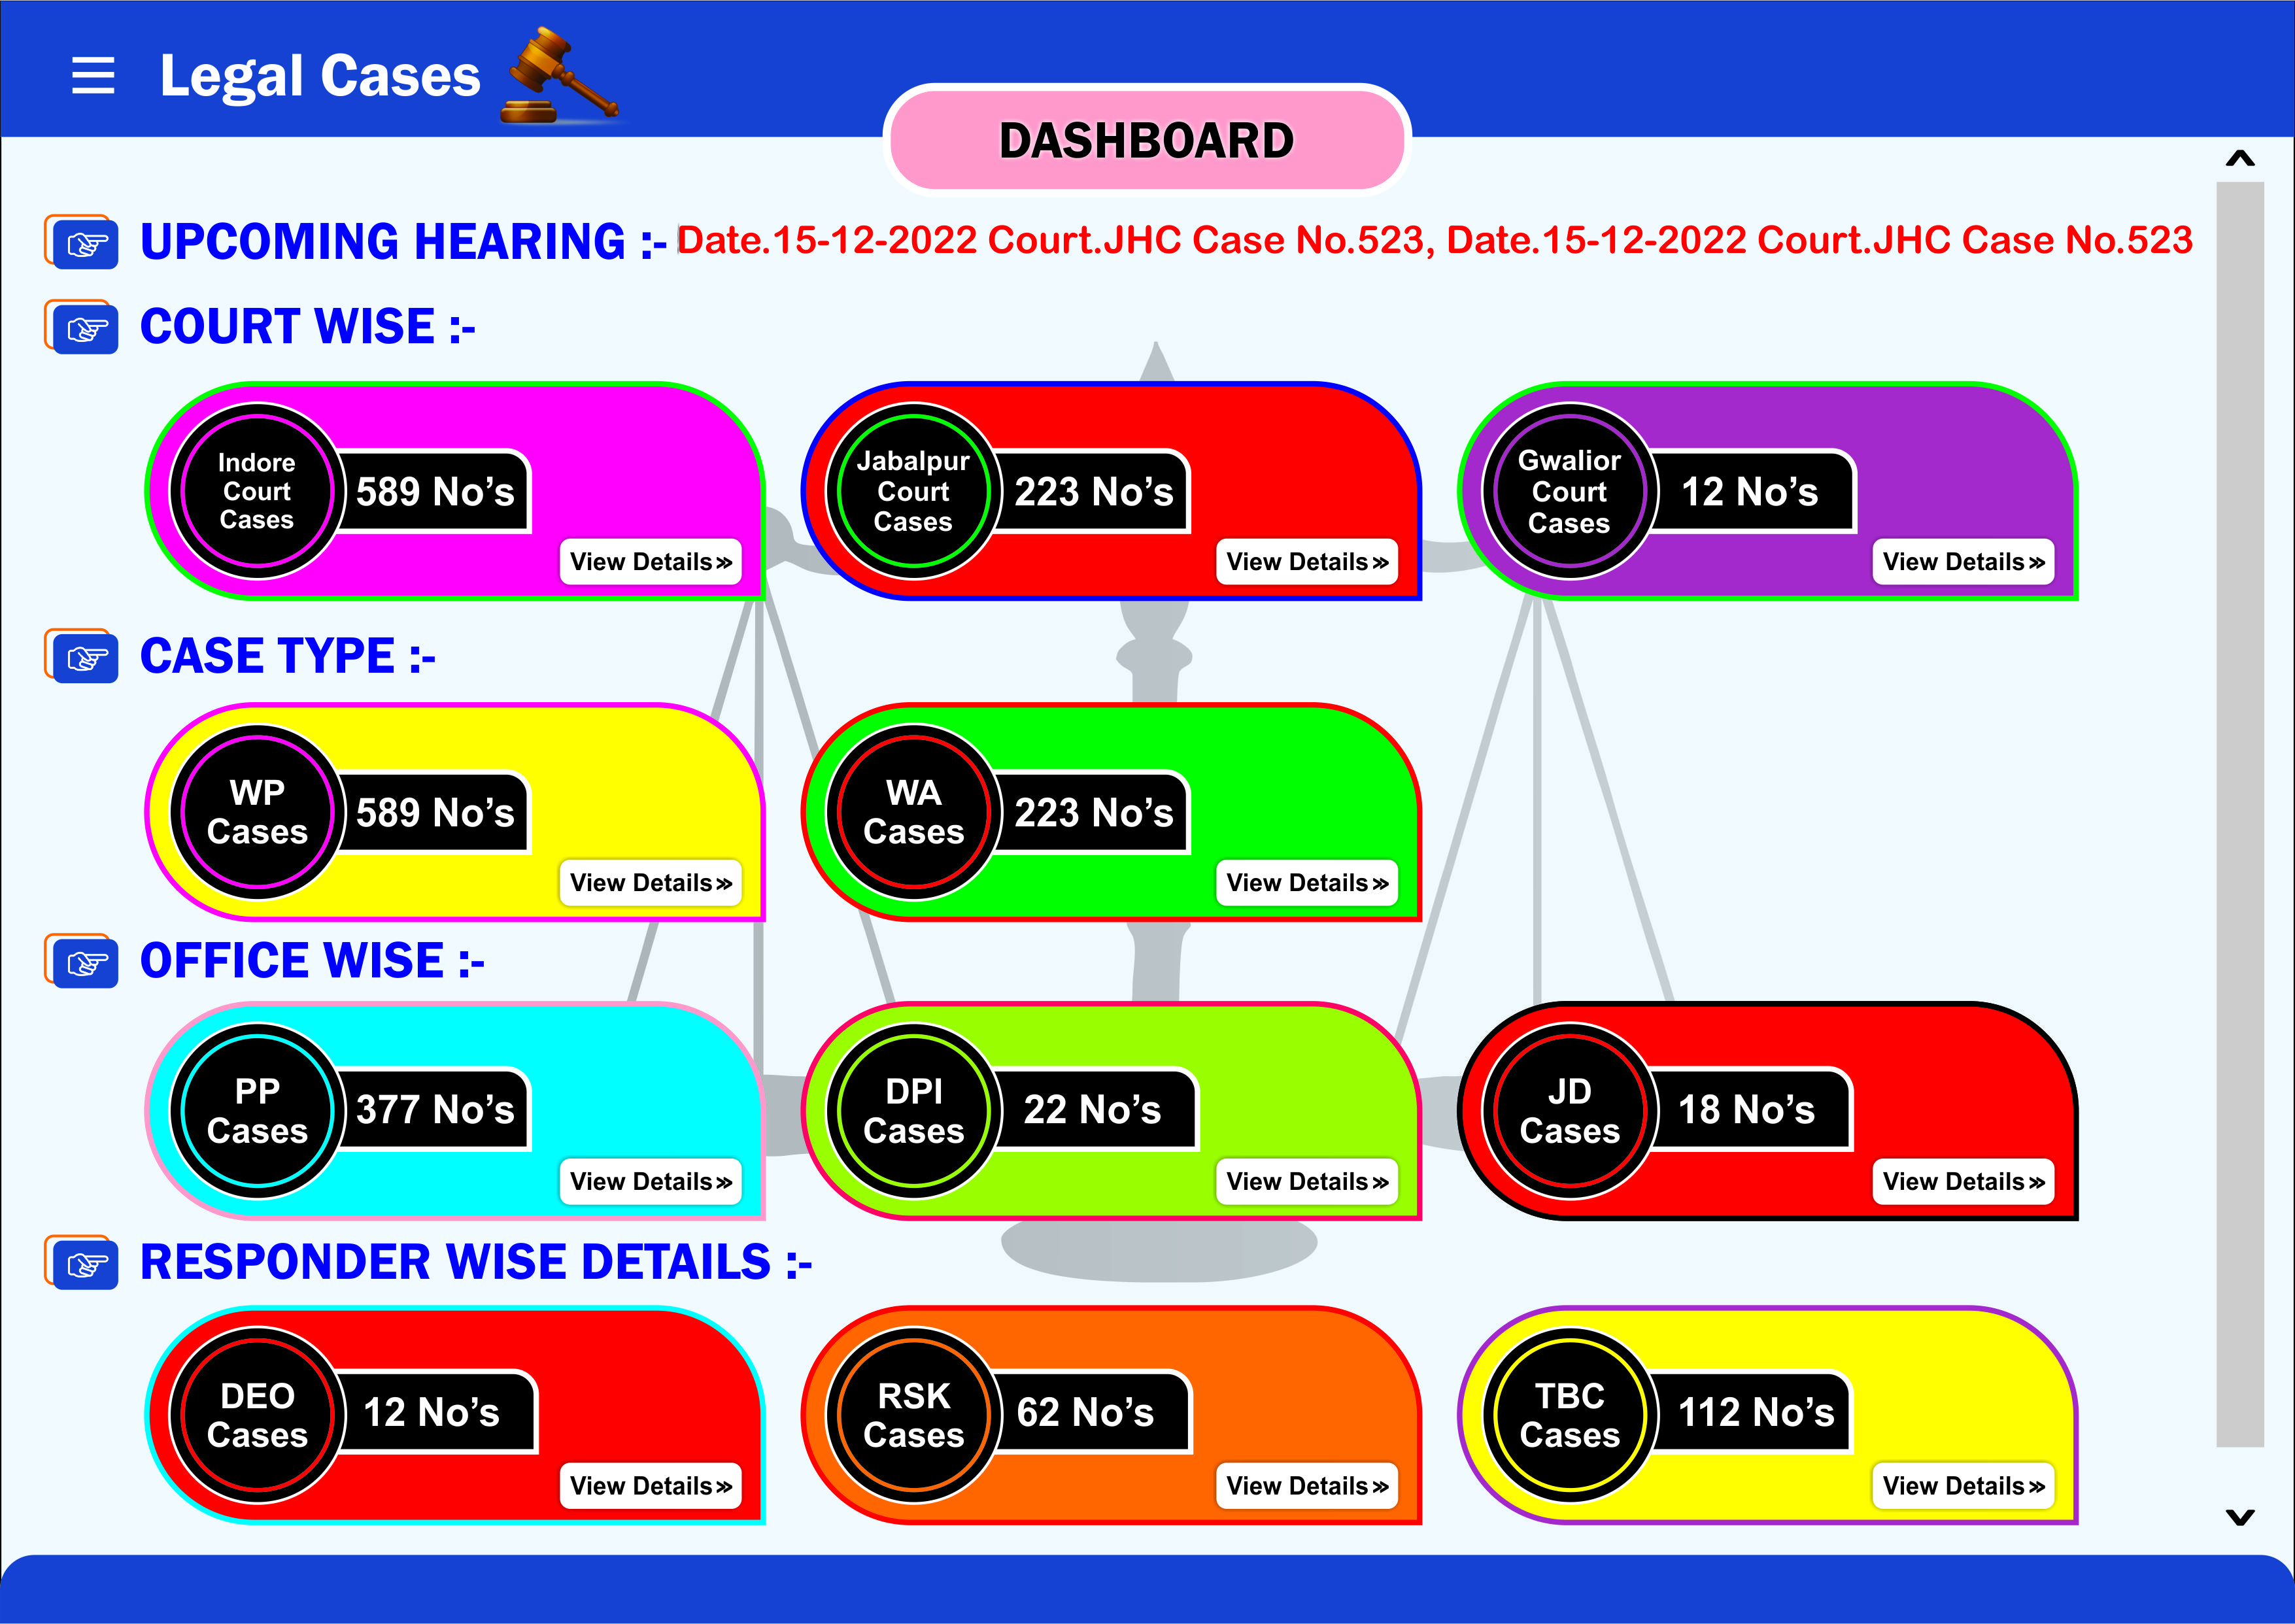 Legal Cases
DASHBOARD
UPCOMING HEARING :- Date.15-12-2022 Court.JHC Case No.523, Date.15-12-2022 Court.JHC Case No.523
COURT WISE :-
Indore
Court
Cases
589 No’s
View Details»
Jabalpur
Court
Cases
223 No’s
View Details»
Gwalior
Court
Cases
12 No’s
View Details»
CASE TYPE :-
WP
Cases
589 No’s
View Details»
WA
Cases
223 No’s
View Details»
OFFICE WISE :-
PP
Cases
377 No’s
View Details»
DPI
Cases
22 No’s
View Details»
JD
Cases
18 No’s
View Details»
RESPONDER WISE DETAILS :-
DEO
Cases
12 No’s
View Details»
RSK
Cases
62 No’s
View Details»
TBC
Cases
112 No’s
View Details»